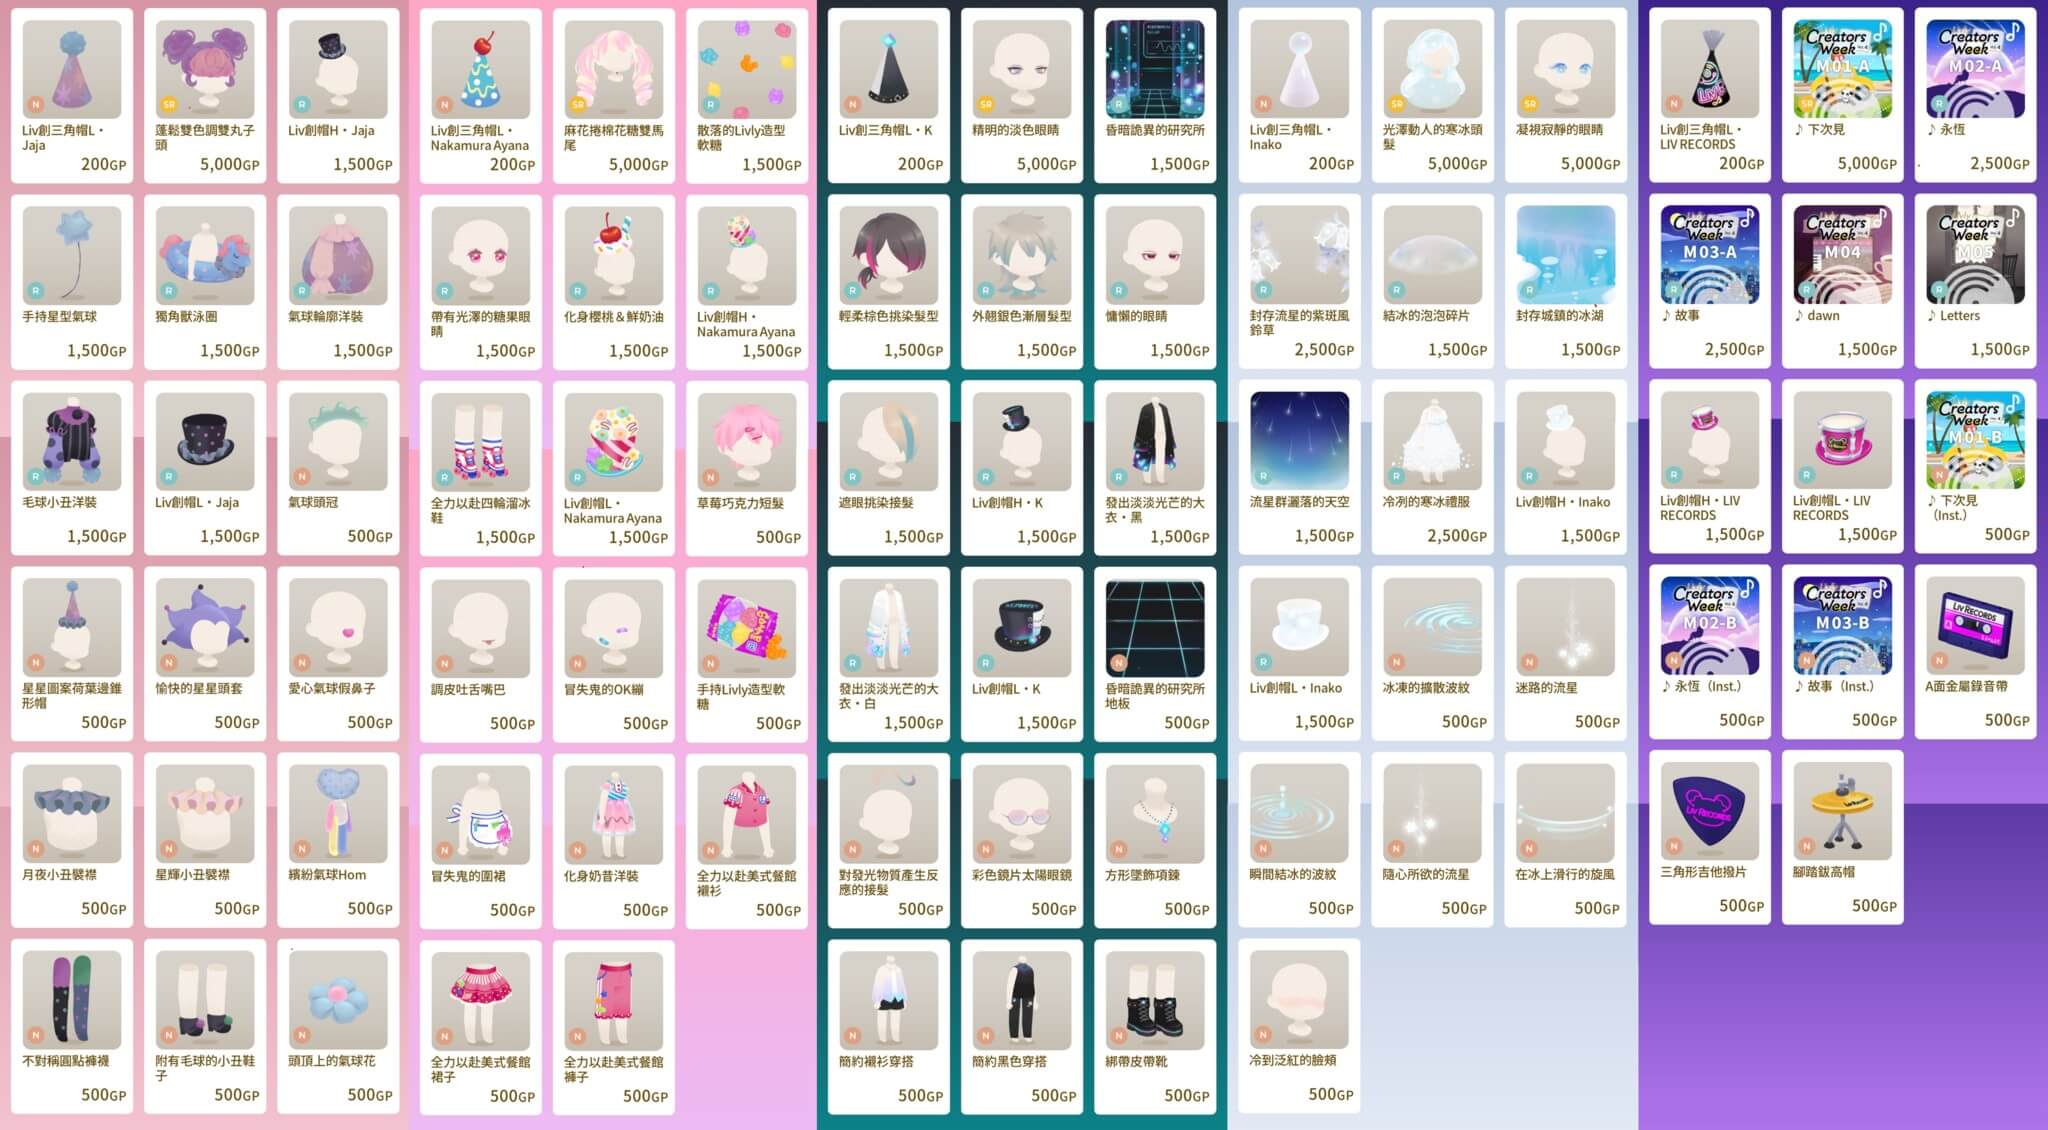 N
Liv創三角帽L・
Jaja
200GP
SR
蓬鬆雙色調雙丸子
頭
5,000GP
R
Liv創帽H・Jaja
1,500GP
R
手持星型氣球
1,500GP
R
獨角獸泳圈
1,500GP
R
氣球輪廓洋裝
1,500GP
R
毛球小丑洋裝
1,500GP
R
Liv創帽L・Jaja
1,500GP
N
氣球頭冠
500GP
N
星星圖案荷葉邊錐
形帽
500GP
N
愉快的星星頭套
500GP
N
愛心氣球假鼻子
500GP
N
月夜小丑襞襟
500GP
N
星輝小丑襞襟
500GP
N
繽紛氣球Hom
500GP
N
不對稱圓點褲襪
500GP
N
附有毛球的小丑鞋
子
500GP
N
頭頂上的氣球花
500GP
N
Liv創三角帽L・
Nakamura Ayana
200GP
SR
麻花捲棉花糖雙馬
尾
5,000GP
R
散落的Livly造型
軟糖
1,500GP
R
帶有光澤的糖果眼
睛
1,500GP
R
化身櫻桃＆鮮奶油
1,500GP
R
Liv創帽H・
Nakamura Ayana
1,500GP
R
全力以赴四輪溜冰
鞋
1,500GP
R
Liv創帽L・
Nakamura Ayana
1,500GP
N
草莓巧克力短髮
500GP
N
調皮吐舌嘴巴
500GP
N
冒失鬼的OK繃
500GP
N
手持Livly造型軟
糖
500GP
N
冒失鬼的圍裙
500GP
N
化身奶昔洋裝
500GP
N
全力以赴美式餐館
襯衫
500GP
N
全力以赴美式餐館
裙子
500GP
N
全力以赴美式餐館
褲子
500GP
N
Liv創三角帽L・K
200GP
SR
精明的淡色眼睛
5,000GP
R
昏暗詭異的研究所
1,500GP
R
輕柔棕色挑染髮型
1,500GP
R
外翹銀色漸層髮型
1,500GP
R
慵懶的眼睛
1,500GP
R
遮眼挑染接髮
1,500GP
R
Liv創帽H・K
1,500GP
R
發出淡淡光芒的大
衣・黑
1,500GP
R
發出淡淡光芒的大
衣・白
1,500GP
R
Liv創帽L・K
1,500GP
N
昏暗詭異的研究所
地板
500GP
N
對發光物質產生反
應的接髮
500GP
N
彩色鏡片太陽眼鏡
500GP
N
方形墜飾項鍊
500GP
N
簡約襯衫穿搭
500GP
N
簡約黑色穿搭
500GP
N
綁帶皮帶靴
500GP
N
Liv創三角帽L・
Inako
200GP
SR
光澤動人的寒冰頭
髮
5,000GP
SR
凝視寂靜的眼睛
5,000GP
R
封存流星的紫斑風
鈴草
2,500GP
R
結冰的泡泡碎片
1,500GP
R
封存城鎮的冰湖
1,500GP
R
流星群灑落的天空
1,500GP
R
冷冽的寒冰禮服
2,500GP
R
Liv創帽H・Inako
1,500GP
R
Liv創帽L・Inako
1,500GP
N
冰凍的擴散波紋
500GP
N
迷路的流星
500GP
N
瞬間結冰的波紋
500GP
N
隨心所欲的流星
500GP
N
在冰上滑行的旋風
500GP
N
冷到泛紅的臉頰
500GP
N
Liv創三角帽L・
LIV RECORDS
200GP
Creators
Week
M01-A
SR
♪ 下次見
5,000GP
Creators
Week
M02-A
R
♪ 永恆
2,500GP
Creators
Week
M03-A
R
♪ 故事
2,500GP
Creators
Week
M04
R
♪ dawn
1,500GP
Creators
Week
M05
R
♪ Letters
1,500GP
R
Liv創帽H・LIV
RECORDS
1,500GP
R
Liv創帽L・LIV
RECORDS
1,500GP
Creators
Week
M01-B
N
♪ 下次見
（Inst.）
500GP
Creators
Week
M02-B
N
♪ 永恆（Inst.）
500GP
Creators
Week
M03-B
N
♪ 故事（Inst.）
500GP
LIV RECORDS
N
A面金屬錄音帶
500GP
LIV RECORDS
N
三角形吉他撥片
500GP
N
腳踏鈸高帽
500GP